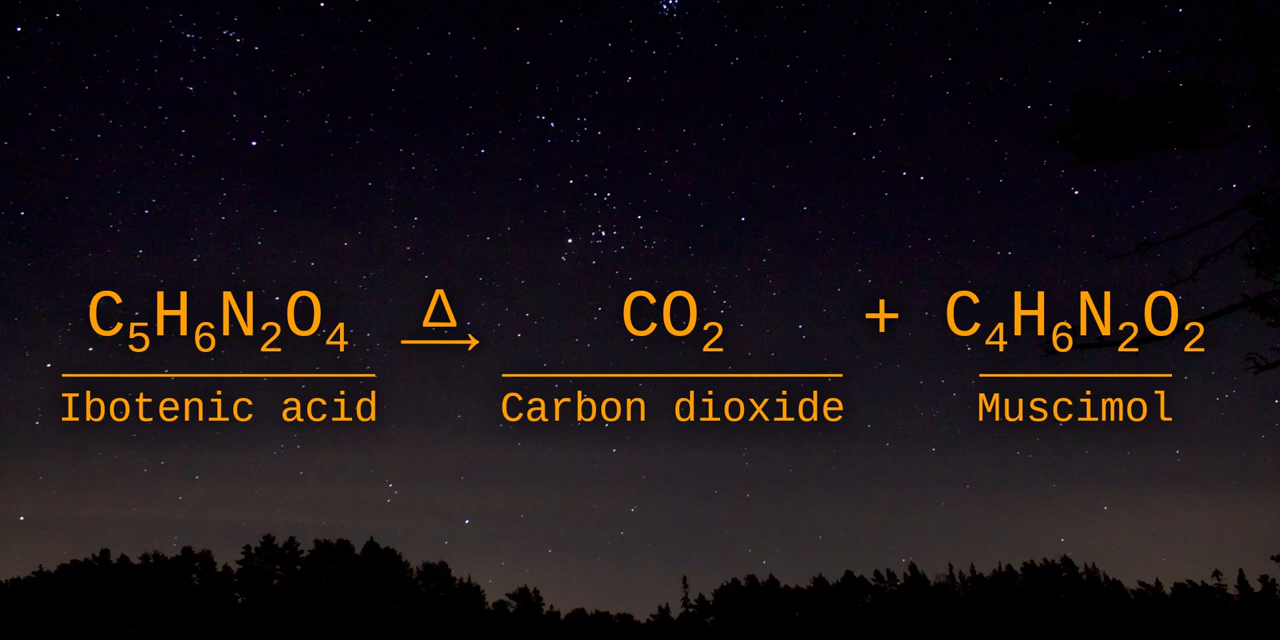 C₅H₆N₂O₄ Δ→ CO₂ + C₄H₆N₂O₂
Ibotenic acid Carbon dioxide Muscimol